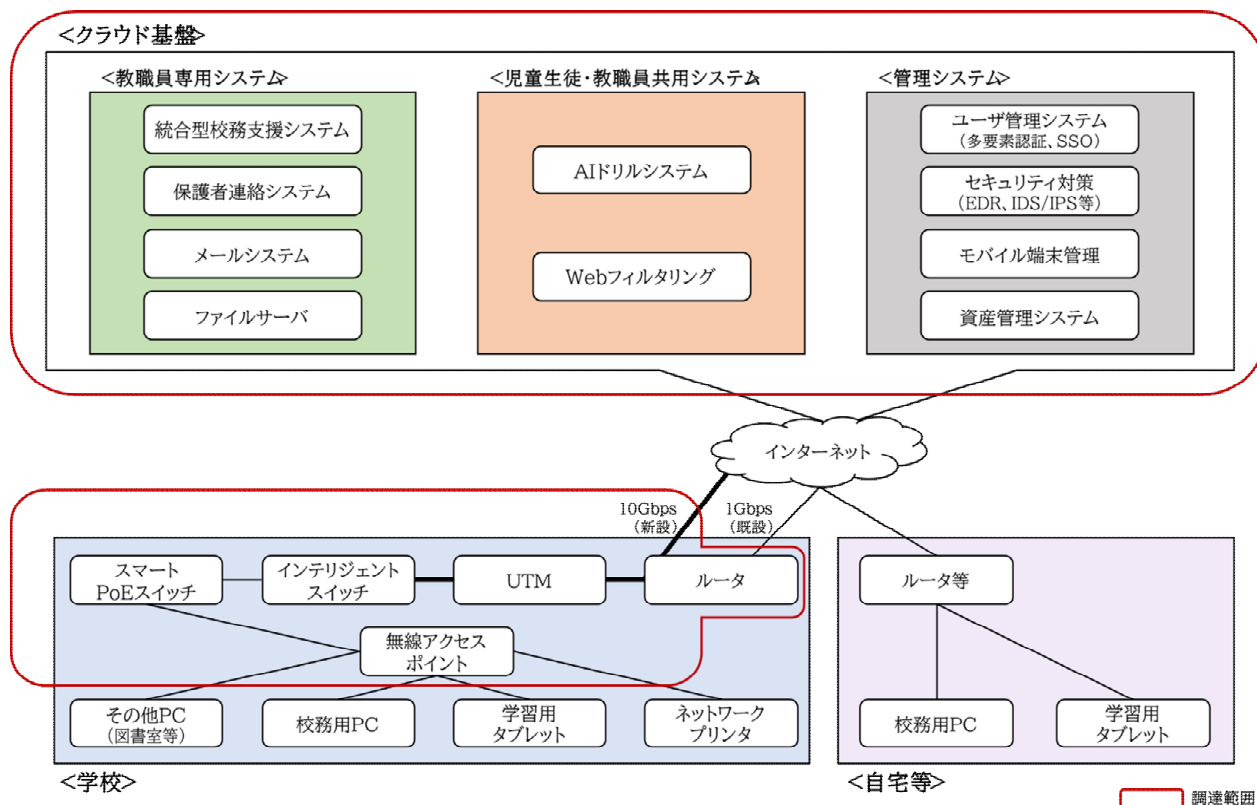 <クラウド基盤>
<教職員専用システム>
<児童生徒・教職員共用システム>
<管理システム>
統合型校務支援システム
保護者連絡システム
メールシステム
ファイルサーバ
AIドリルシステム
Webフィルタリング
ユーザ管理システム
(多要素認証、SSO)
セキュリティ対策
(EDR、IDS/IPS等)
モバイル端末管理
資産管理システム
インターネット
10Gbps
(新設)
1Gbps
(既設)
スマート
PoEスイッチ
インテリジェント
スイッチ
UTM
ルータ
無線アクセス
ポイント
その他PC
(図書室等)
校務用PC
学習用
タブレット
ネットワーク
プリンタ
<学校>
ルータ等
校務用PC
学習用
タブレット
<自宅等>
調達範囲